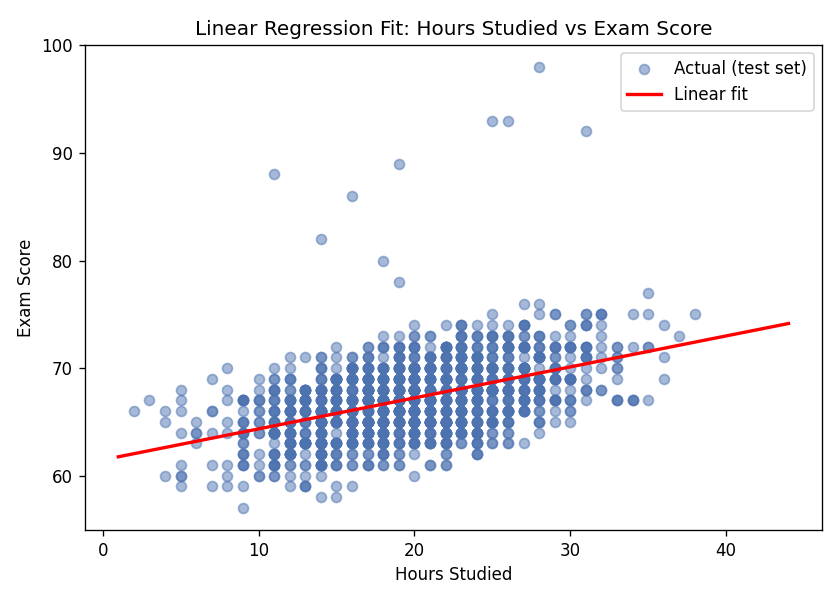 Linear Regression Fit: Hours Studied vs Exam Score
100
90
80
70
60
Exam Score
Actual (test set)
Linear fit
0 10 20 30 40
Hours Studied